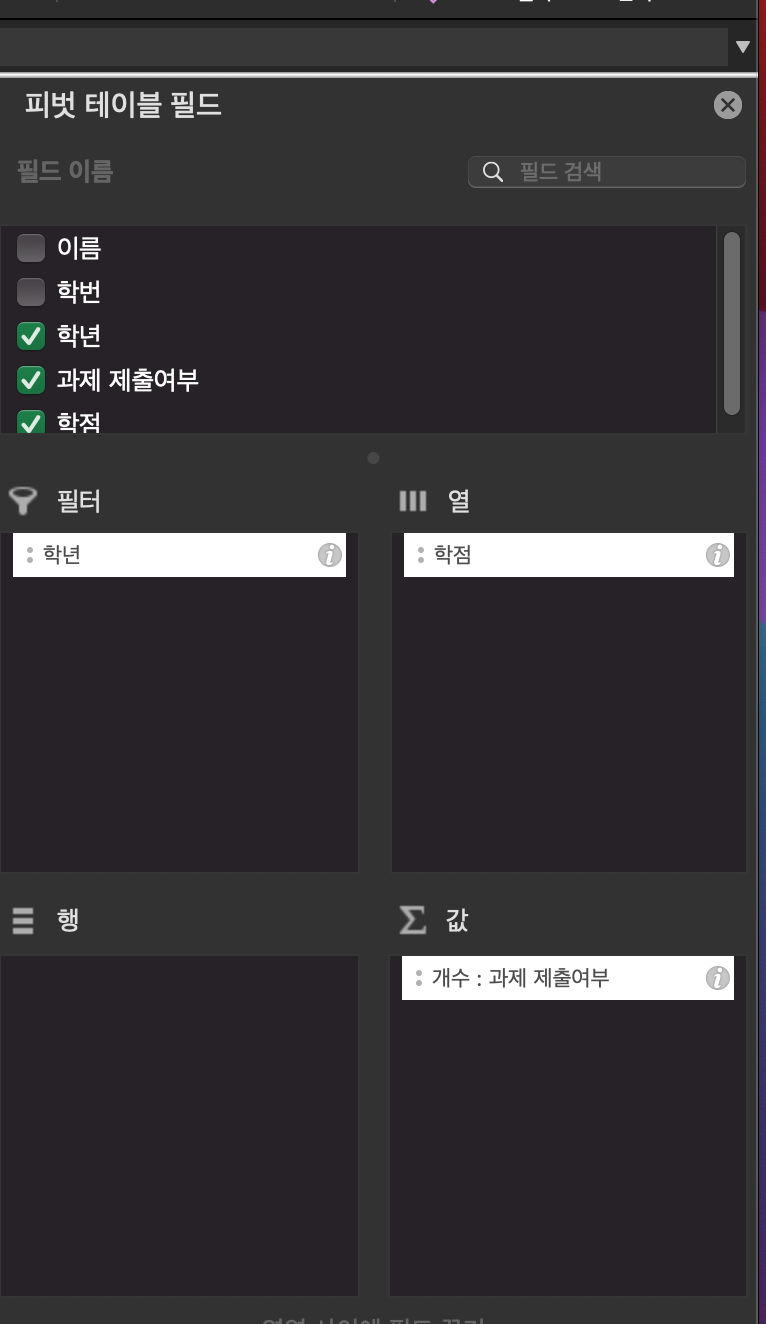 피벗 테이블 필드
필드 이름
필드 검색
이름
학번
학년
과제 제출여부
학점
필터
열
학년
학점
행
값
개수 : 과제 제출여부